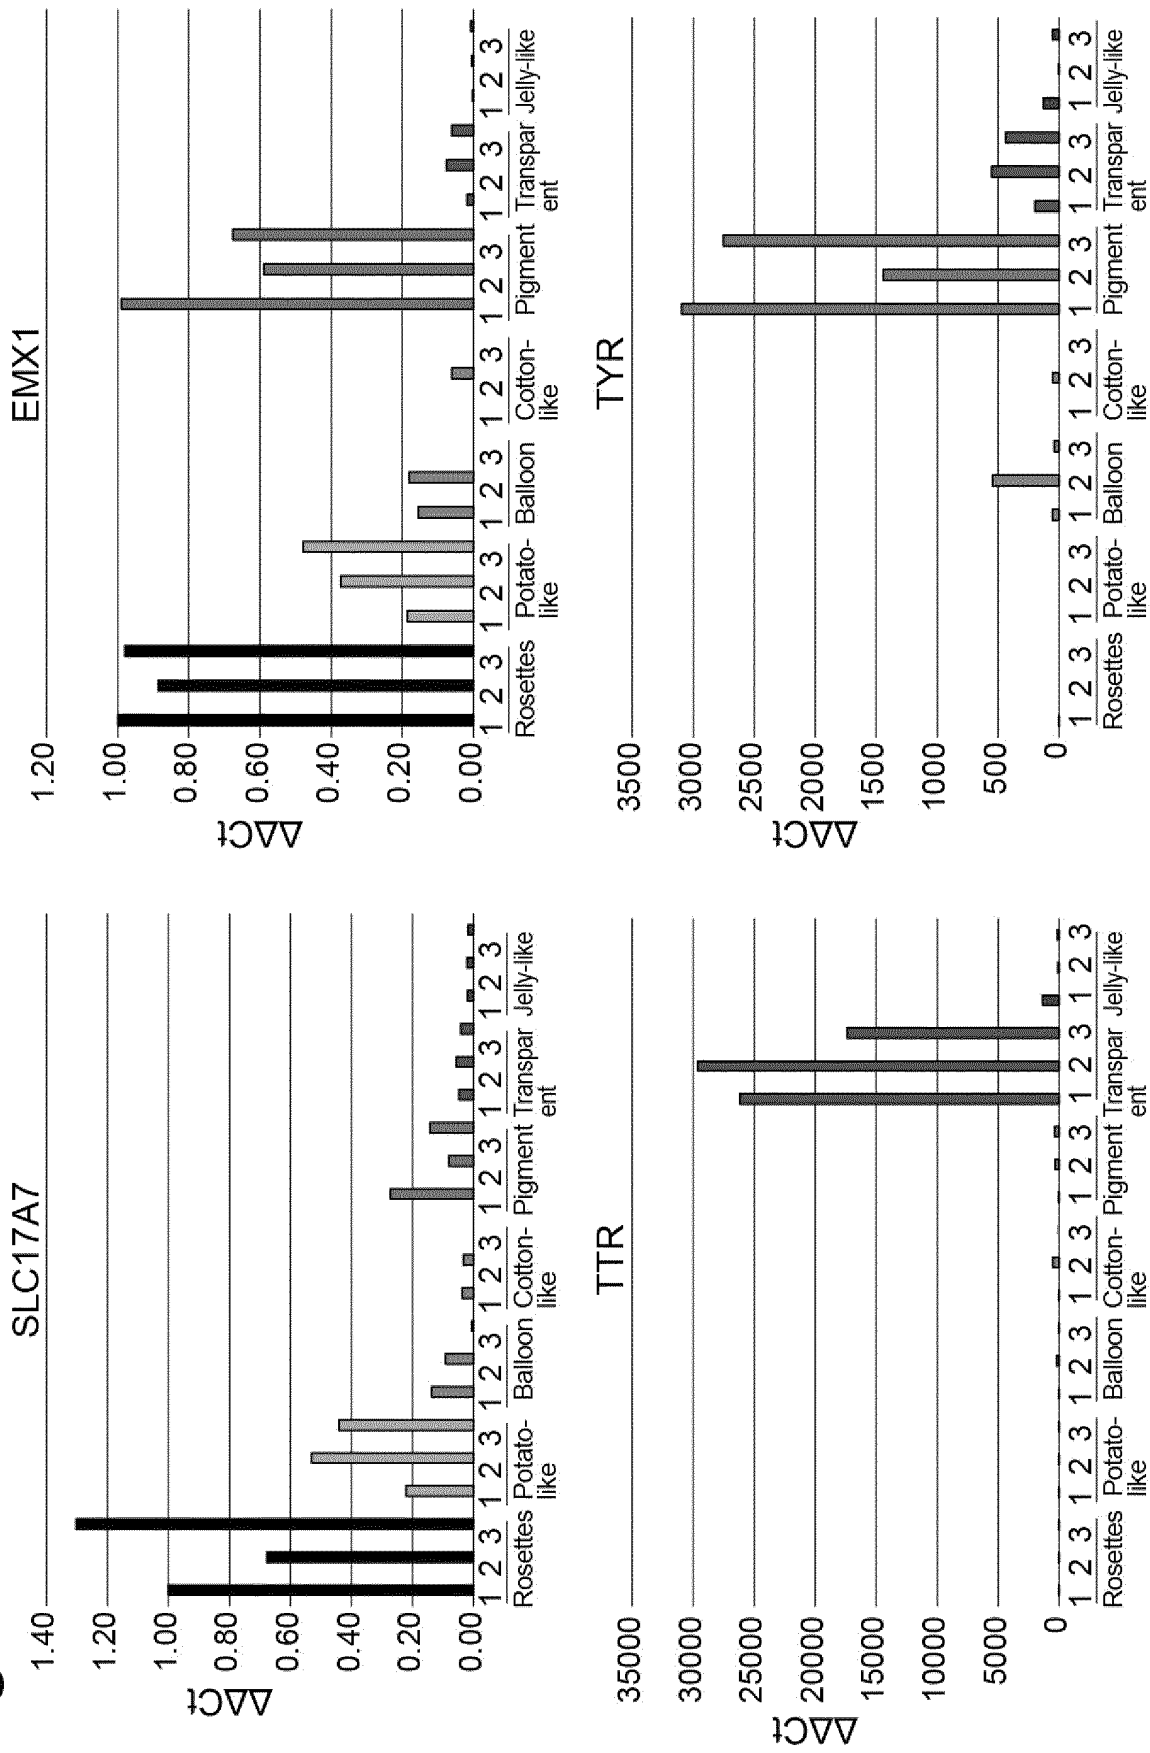 SLC17A7
ΔΔCt
1.40
1.20
1.00
0.80
0.60
0.40
0.20
0.00
1 2 3 1 2 3 1 2 3 1 2 3 1 2 3 1 2 3 1 2 3
Rosettes Potato- Balloon Cotton- Pigment Transpar Jelly-like
like like ent
EMX1
ΔΔCt
1.20
1.00
0.80
0.60
0.40
0.20
0.00
1 2 3 1 2 3 1 2 3 1 2 3 1 2 3 1 2 3 1 2 3
Rosettes Potato- Balloon Cotton- Pigment Transpar Jelly-like
like like ent
TTR
ΔΔCt
35000
30000
25000
20000
15000
10000
5000
0
1 2 3 1 2 3 1 2 3 1 2 3 1 2 3 1 2 3 1 2 3
Rosettes Potato- Balloon Cotton- Pigment Transpar Jelly-like
like like ent
TYR
ΔΔCt
3500
3000
2500
2000
1500
1000
500
0
1 2 3 1 2 3 1 2 3 1 2 3 1 2 3 1 2 3 1 2 3
Rosettes Potato- Balloon Cotton- Pigment Transpar Jelly-like
like like ent